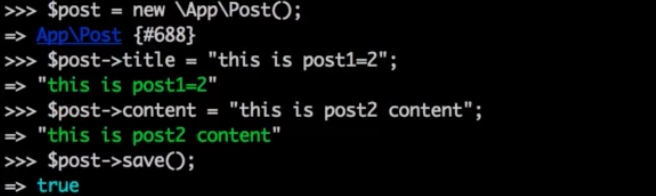 >>> $post = new \App\Post();
=> App\Post {#688}
>>> $post->title = "this is post1=2";
=> "this is post1=2"
>>> $post->content = "this is post2 content";
=> "this is post2 content"
>>> $post->save();
=> true